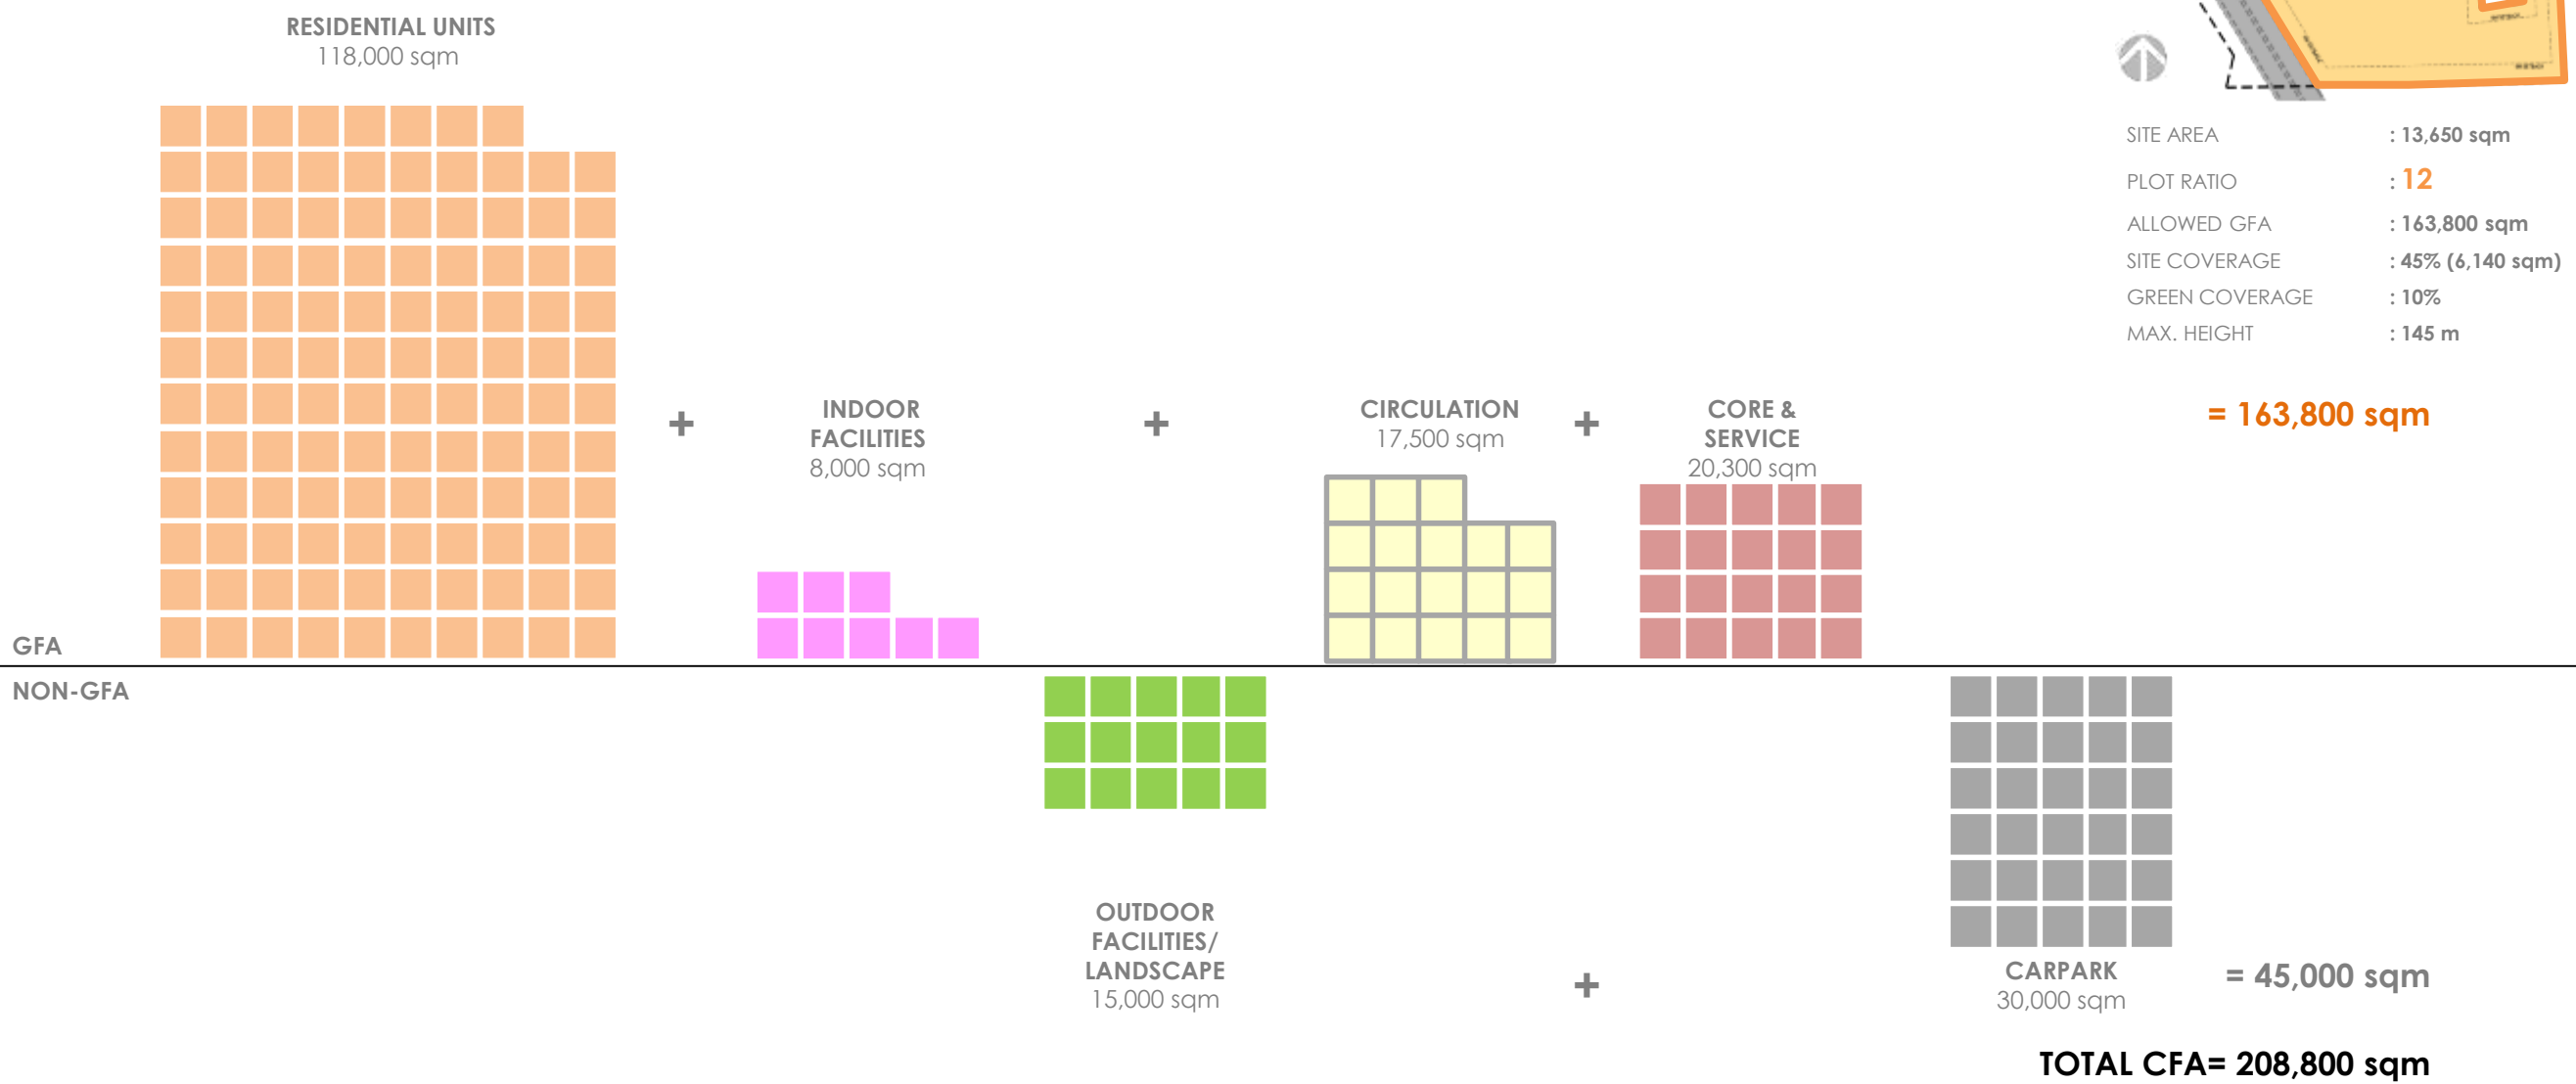 RESIDENTIAL UNITS
118,000 sqm
SITE AREA : 13,650 sqm
PLOT RATIO : 12
ALLOWED GFA : 163,800 sqm
SITE COVERAGE : 45% (6,140 sqm)
GREEN COVERAGE : 10%
MAX. HEIGHT : 145 m
+
INDOOR
FACILITIES
8,000 sqm
+
CIRCULATION
17,500 sqm
+
CORE &
SERVICE
20,300 sqm
= 163,800 sqm
GFA
NON-GFA
OUTDOOR
FACILITIES/
LANDSCAPE
15,000 sqm
+
CARPARK
30,000 sqm
= 45,000 sqm
TOTAL CFA= 208,800 sqm